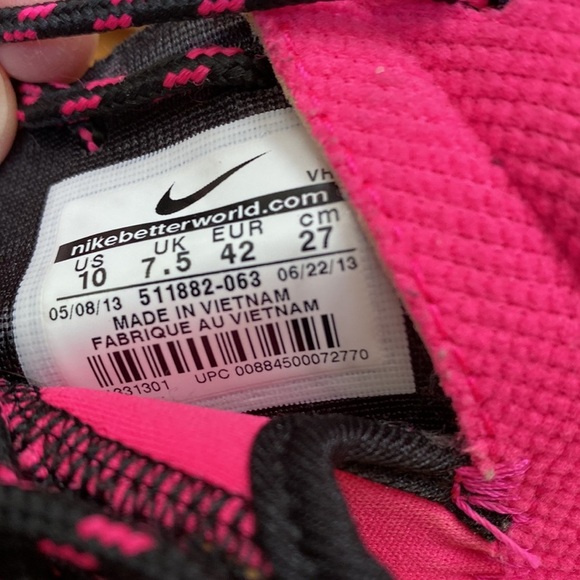 VH
nikebetterworld.com
US UK EUR cm
10 7.5 42 27
05/08/13 511882-063 06/22/13
MADE IN VIETNAM
FABRIQUE AU VIETNAM
331301 UPC 00884500072770